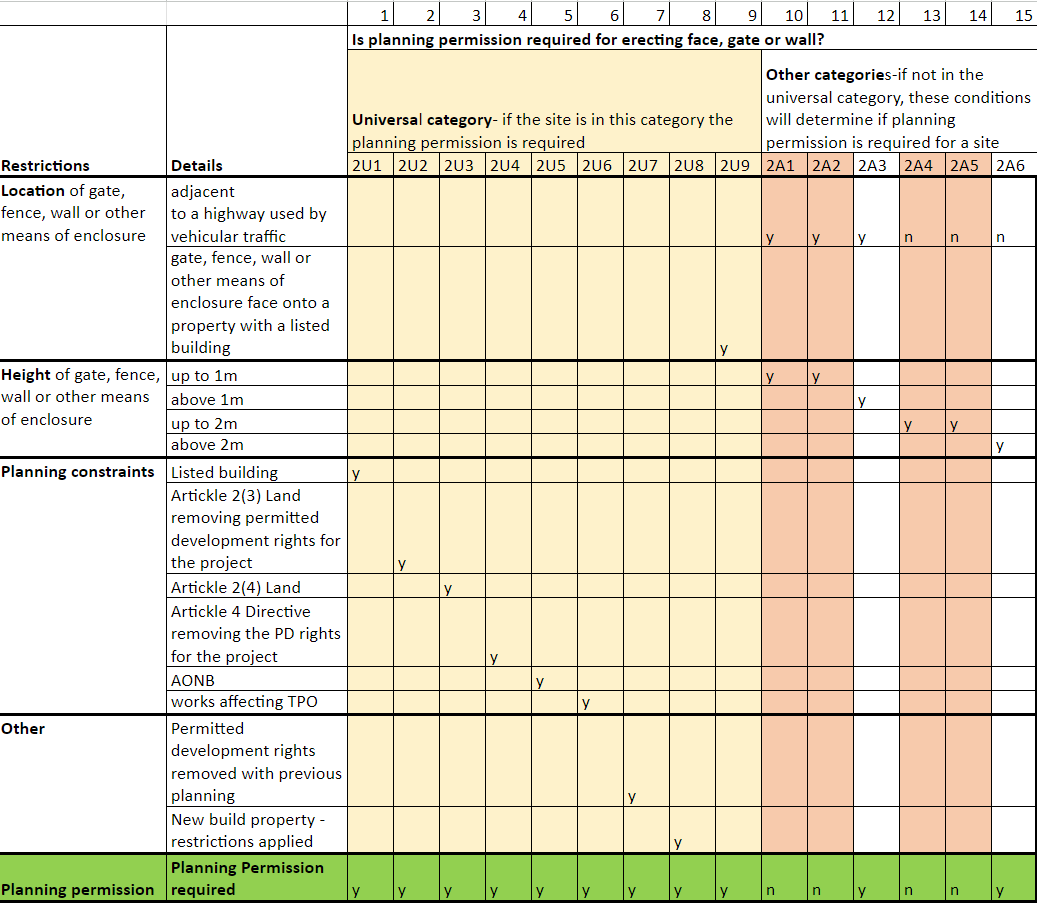 1 2 3 4 5 6 7 8 9 10 11 12 13 14 15
Is planning permission required for erecting face, gate or wall?
Universal category- if the site is in this category the
planning permission is required
Other categories-if not in the
universal category, these conditions
will determine if planning
permission is required for a site
Restrictions Details 2U1 2U2 2U3 2U4 2U5 2U6 2U7 2U8 2U9 2A1 2A2 2A3 2A4 2A5 2A6
Location of gate,
fence, wall or other
means of enclosure
adjacent
to a highway used by
vehicular traffic
y y y n n n
gate, fence, wall or
other means of
enclosure face onto a
property with a listed
building
y
Height of gate, fence,
wall or other means
of enclosure
up to 1m y y
above 1m y
up to 2m y y
above 2m y
Planning constraints
Listed building y
Artickle 2(3) Land
removing permitted
development rights for
the project
y
Artickle 2(4) Land y
Artickle 4 Directive
removing the PD rights
for the project
y
AONB y
works affecting TPO y
Other
Permitted
development rights
removed with previous
planning
y
New build property -
restrictions applied
y
Planning permission
Planning Permission
required
y y y y y y y y y n n y n n y